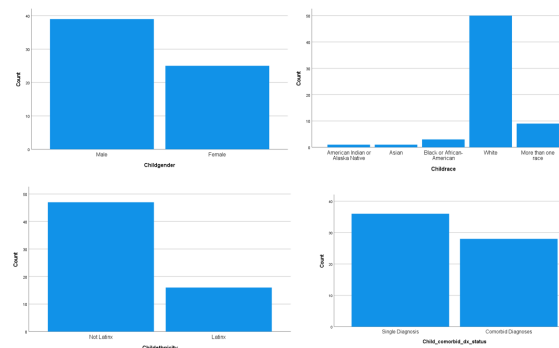 40
30
20
10
0
Count
Male
Female
Childgender
50
40
30
20
10
0
Count
American Indian or
Alaska Native
Asian
Black or African-
American
White
More than one
race
Childrace
50
40
30
20
10
0
Count
Not Latinx
Latinx
Childethnicity
40
30
20
10
0
Count
Single Diagnosis
Comorbid Diagnoses
Child_comorbid_dx_status